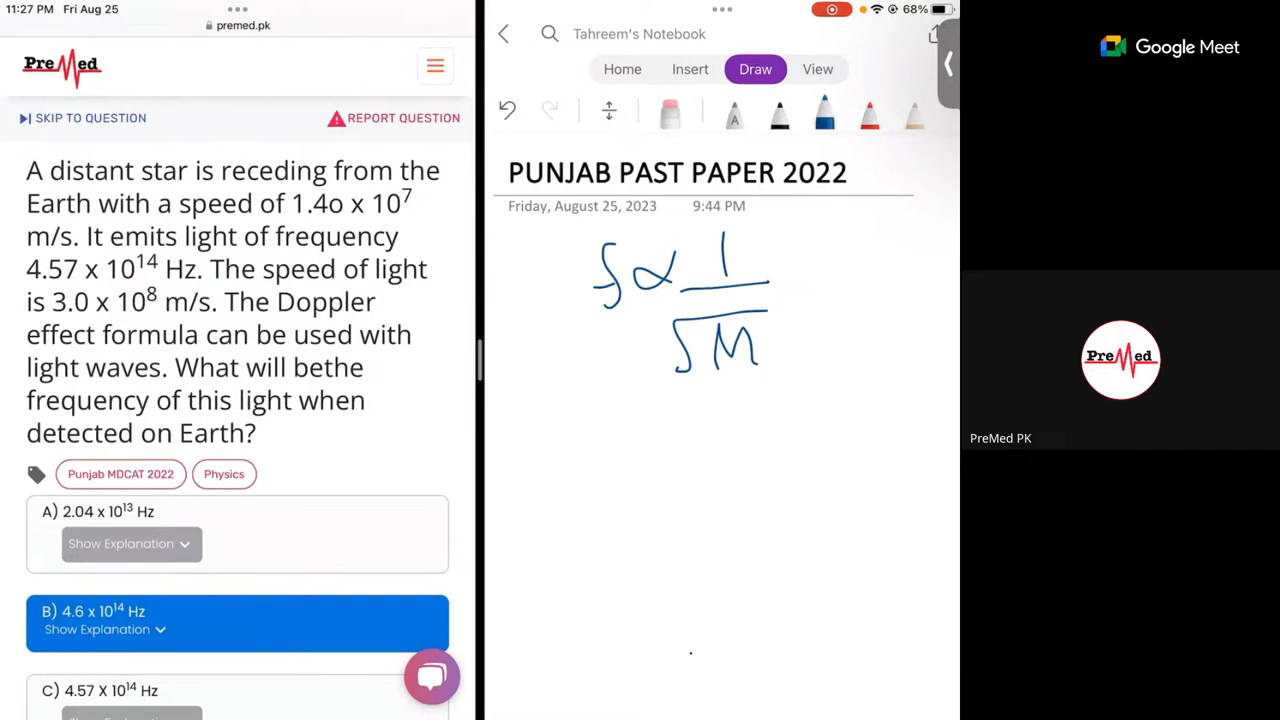 11:27 PM Fri Aug 25
premed.pk
PreMed
SKIP TO QUESTION
REPORT QUESTION
A distant star is receding from the
Earth with a speed of 1.4o x 10⁷
m/s. It emits light of frequency
4.57 x 10¹⁴ Hz. The speed of light
is 3.0 x 10⁸ m/s. The Doppler
effect formula can be used with
light waves. What will bethe
frequency of this light when
detected on Earth?
Punjab MDCAT 2022
Physics
A) 2.04 x 10¹³ Hz
Show Explanation
B) 4.6 x 10¹⁴ Hz
Show Explanation
C) 4.57 X 10¹⁴ Hz
68%
Tahreem's Notebook
Home Insert Draw View
A
PUNJAB PAST PAPER 2022
Friday, August 25, 2023 9:44 PM
f ∝ 1
√M
Google Meet
PreMed
PreMed PK